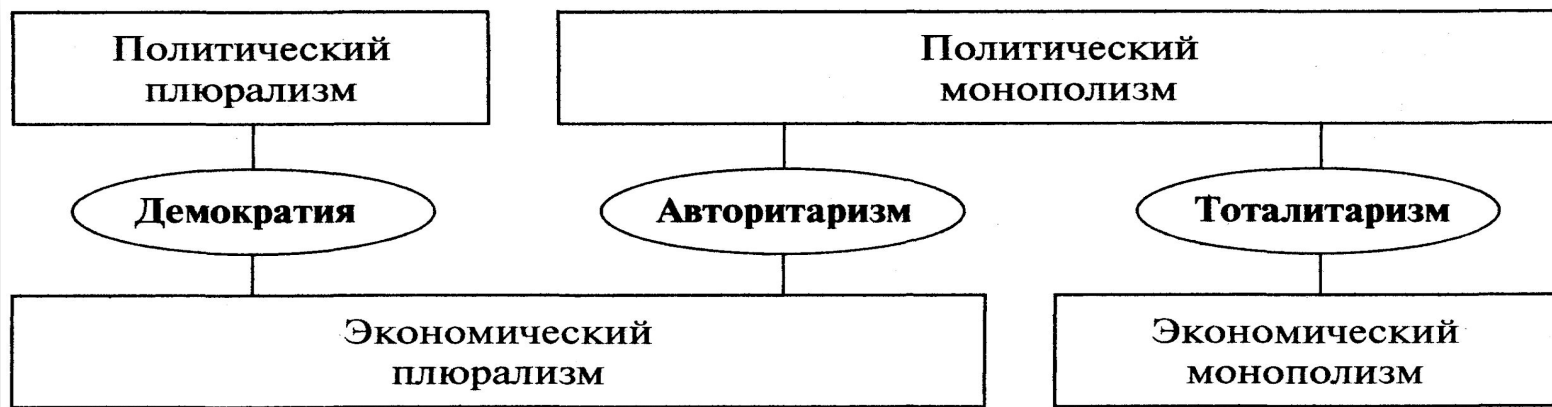 Политический
плюрализм
Политический
монополизм
Демократия
Авторитаризм
Тоталитаризм
Экономический
плюрализм
Экономический
монополизм